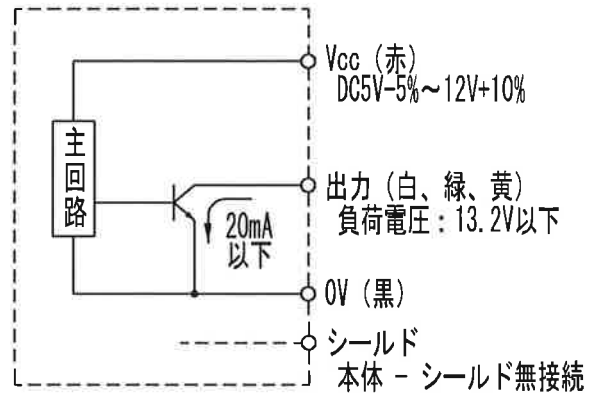 Vcc（赤）
DC5V-5%～12V+10%
主回路
出力（白、緑、黄）
負荷電圧：13.2V以下
20mA
以下
0V（黒）
シールド
本体 - シールド無接続